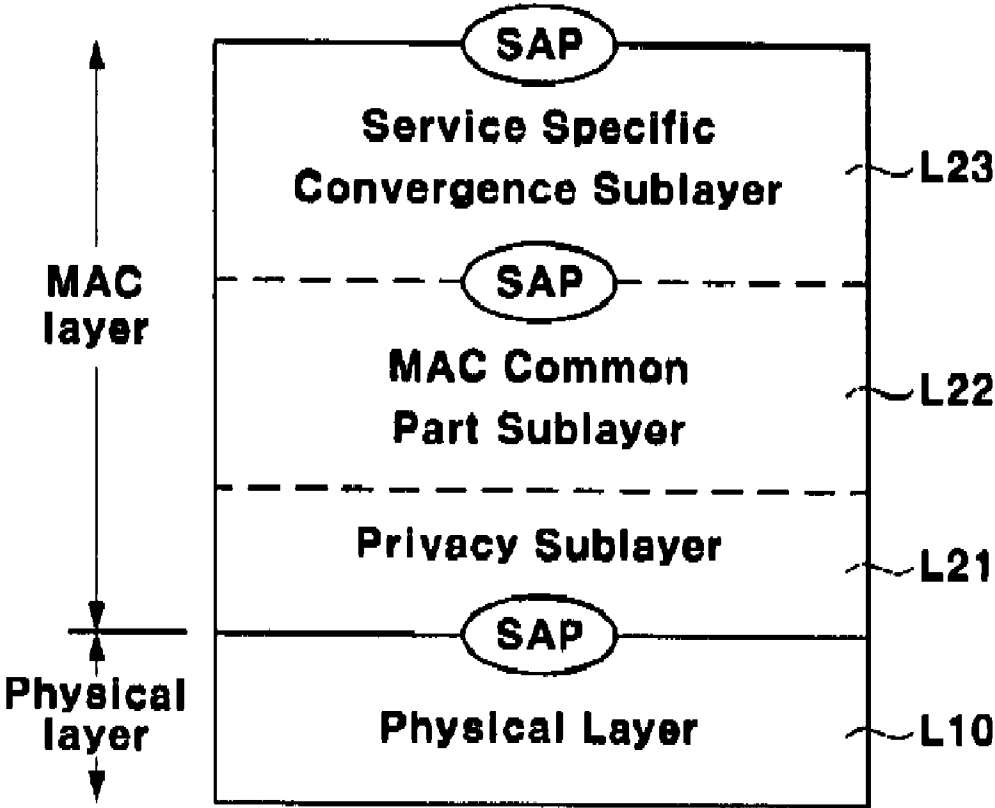 SAP
Service Specific
Convergence Sublayer
L23
SAP
MAC
layer
MAC Common
Part Sublayer
L22
Privacy Sublayer
L21
SAP
Physical
layer
Physical Layer
L10